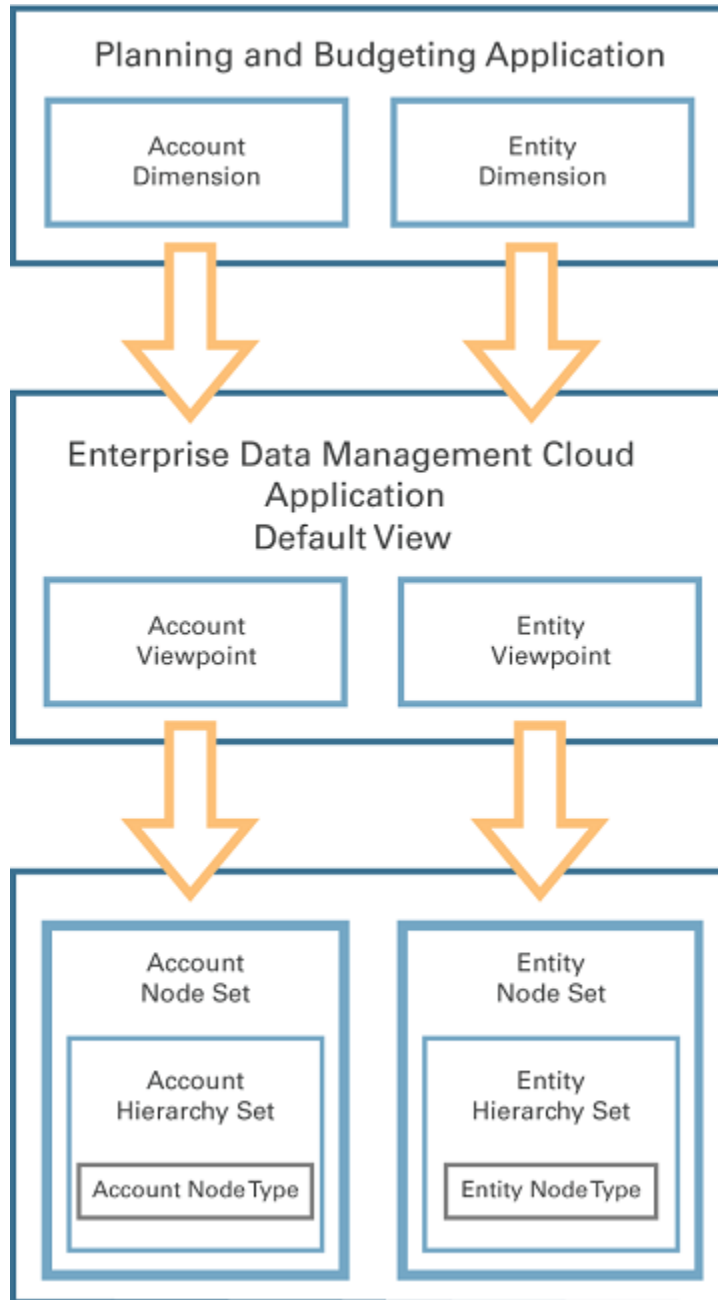 Planning and Budgeting Application
Account
Dimension
Entity
Dimension
Enterprise Data Management Cloud
Application
Default View
Account
Viewpoint
Entity
Viewpoint
Account
Node Set
Account
Hierarchy Set
Account Node Type
Entity
Node Set
Entity
Hierarchy Set
Entity Node Type